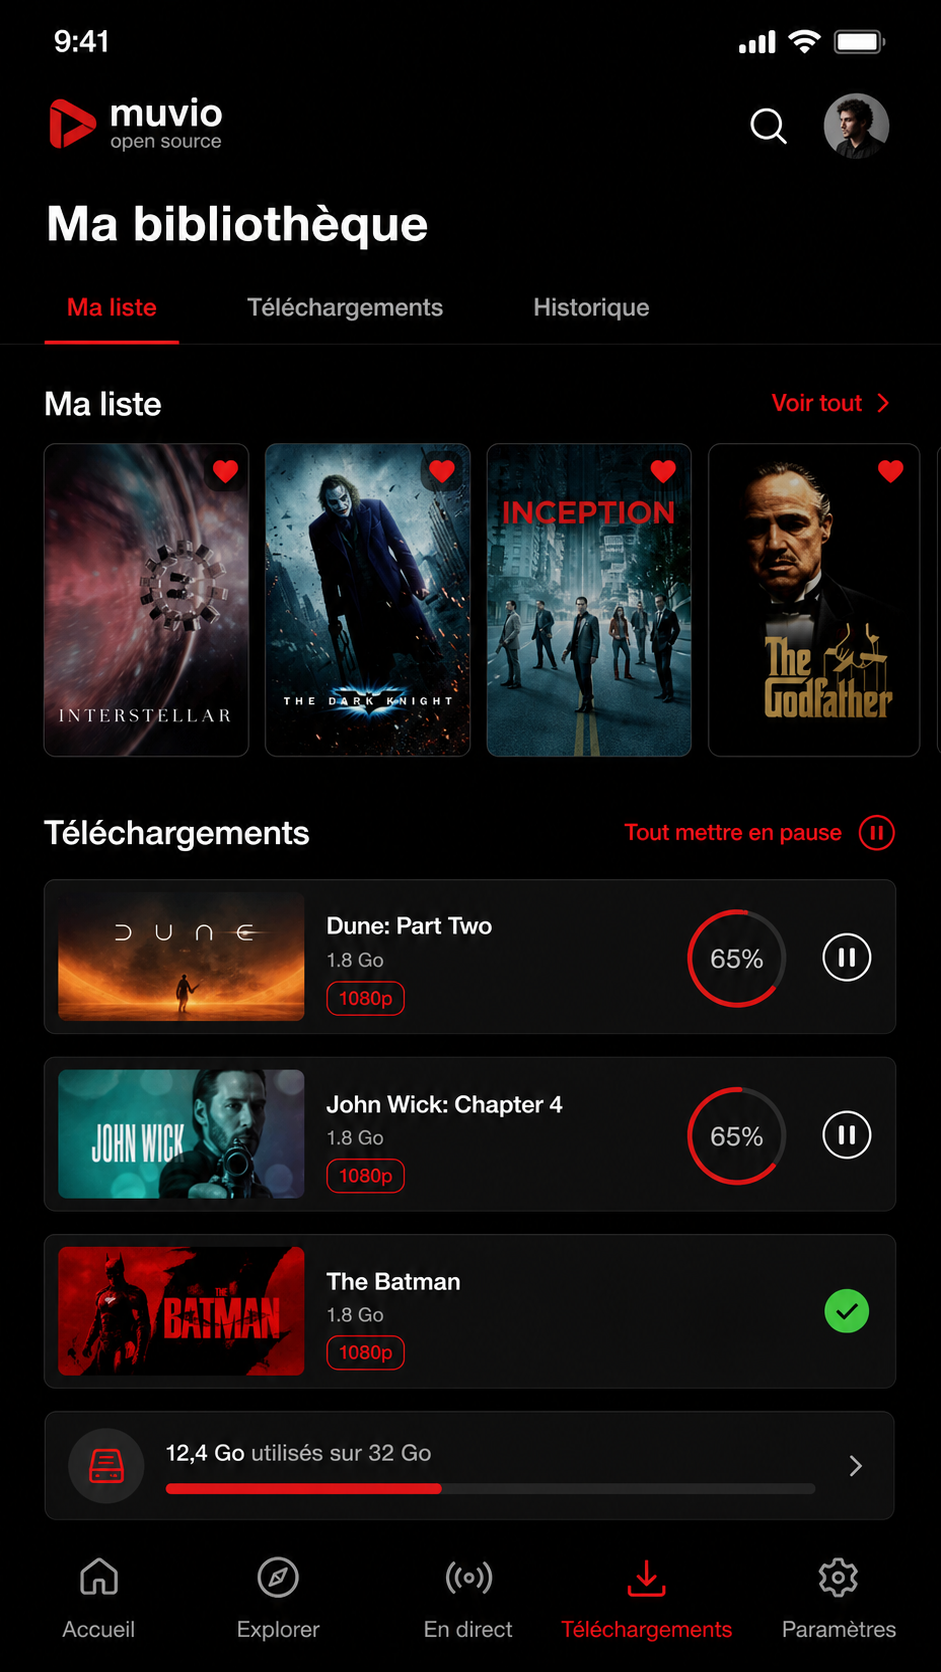 9:41
muvio
open source
Ma bibliothèque
Ma liste
Téléchargements
Historique
Ma liste
Voir tout
INTERSTELLAR
THE DARK KNIGHT
INCEPTION
The
Godfather
Téléchargements
Tout mettre en pause
DUNE
Dune: Part Two
1.8 Go
1080p
65%
JOHN WICK
John Wick: Chapter 4
1.8 Go
1080p
65%
THE
BATMAN
The Batman
1.8 Go
1080p
12,4 Go utilisés sur 32 Go
Accueil
Explorer
En direct
Téléchargements
Paramètres